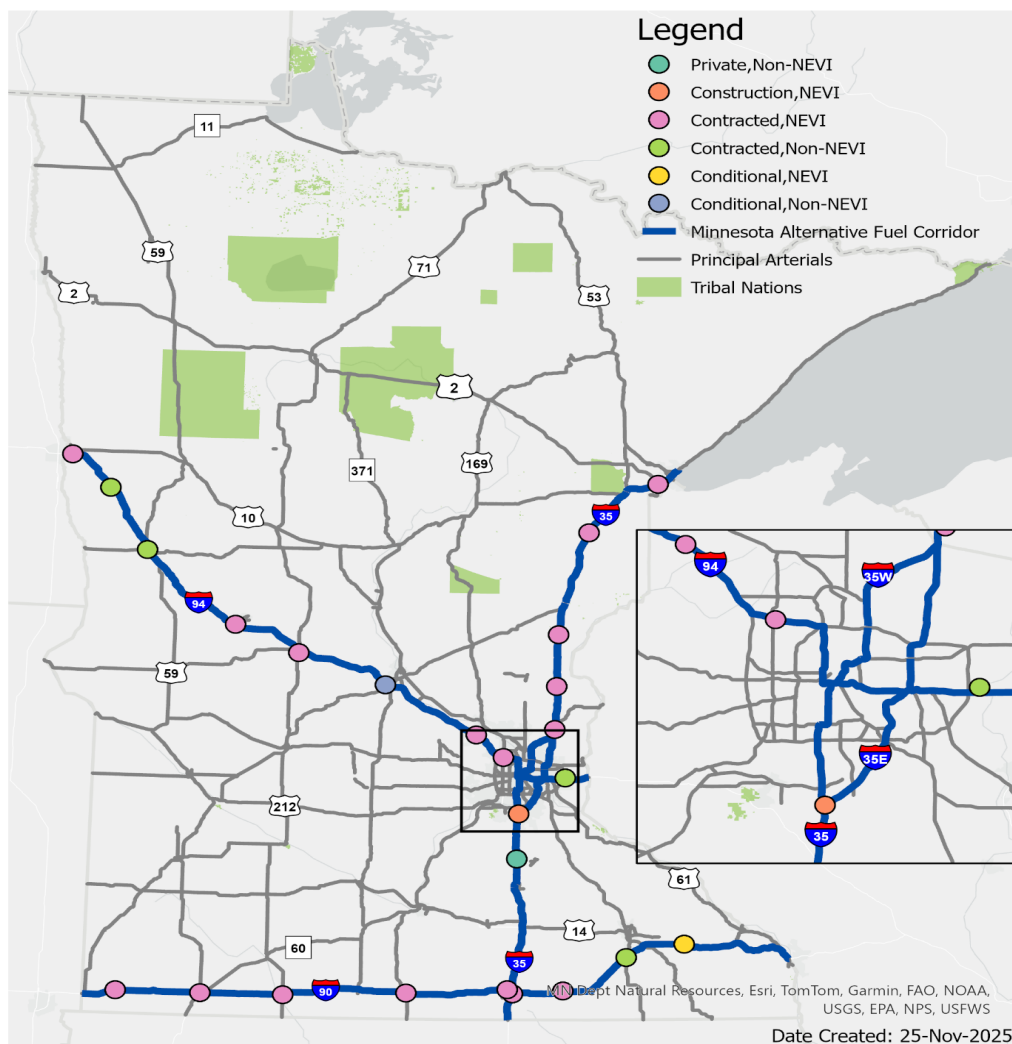 Legend
Private,Non-NEVI
Construction,NEVI
Contracted,NEVI
Contracted,Non-NEVI
Conditional,NEVI
Conditional,Non-NEVI
Minnesota Alternative Fuel Corridor
Principal Arterials
Tribal Nations
11
59
71
2
53
2
371
169
10
35
94
59
212
61
14
60
35
90
94
35W
35E
35
MN Dept Natural Resources, Esri, TomTom, Garmin, FAO, NOAA,
USGS, EPA, NPS, USFWS
Date Created: 25-Nov-2025